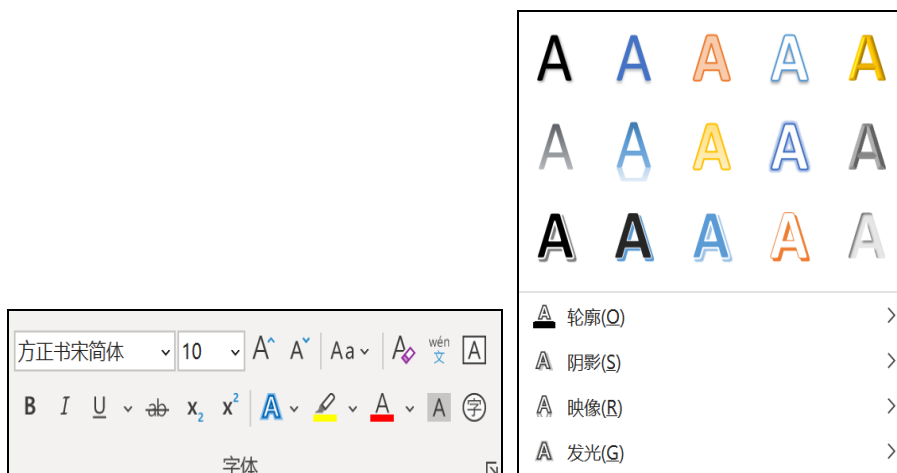 A A A A A
A A A A A
A A A A A
轮廓(O)
阴影(S)
映像(R)
发光(G)
方正书宋简体 10 A A Aa A wén 文 A
B I U ab x₂ x² A A A 字
字体